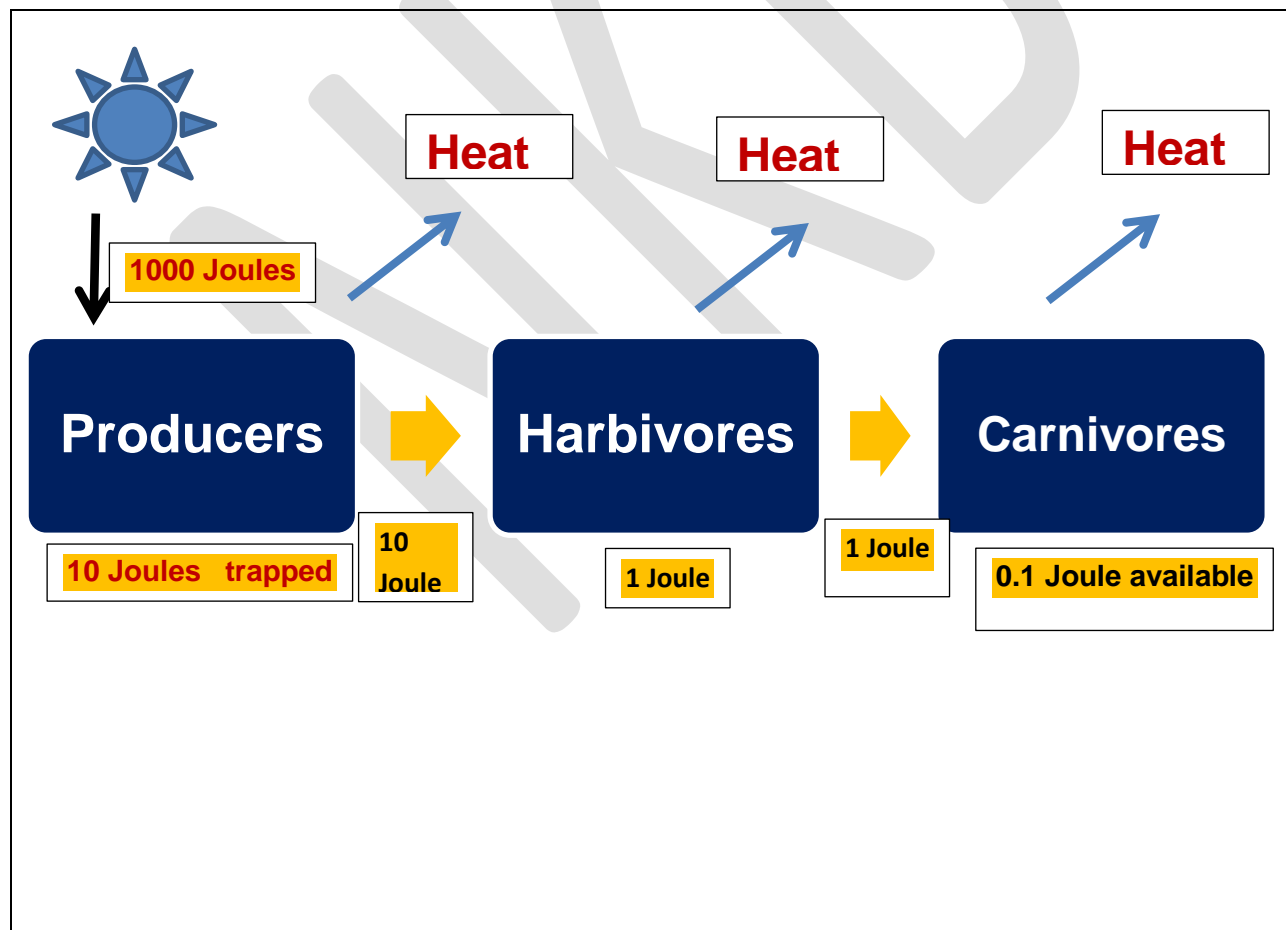 Heat
Heat
Heat
1000 Joules
Producers
Harbivores
Carnivores
10 Joules trapped
10
Joule
1 Joule
1 Joule
0.1 Joule available